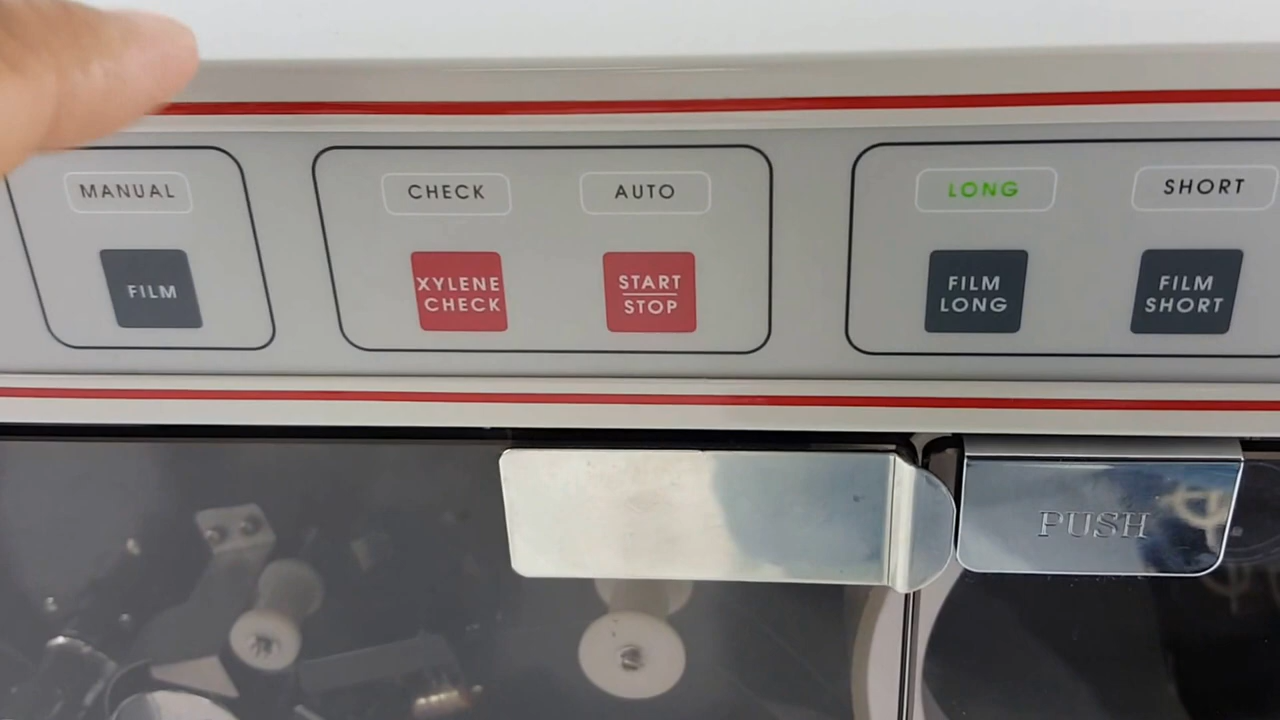 MANUAL
CHECK
AUTO
LONG
SHORT
FILM
XYLENE
CHECK
START
STOP
FILM
LONG
FILM
SHORT
PUSH